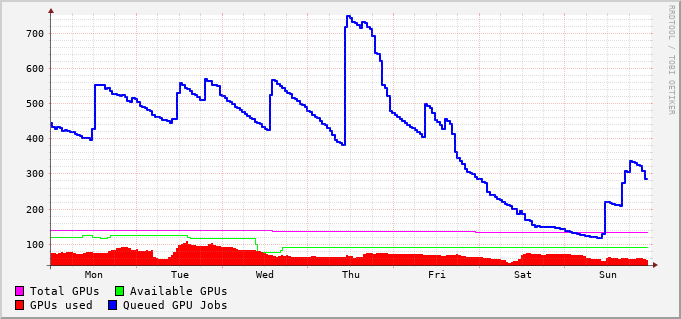 700
600
500
400
300
200
100
Mon Tue Wed Thu Fri Sat Sun
Total GPUs Available GPUs
GPUs used Queued GPU Jobs
RRDTOOL / TOBI OETIKER